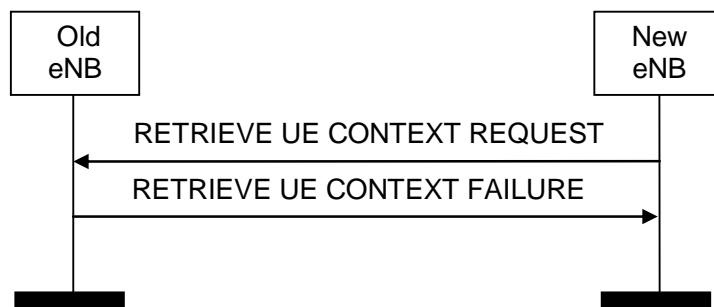 Old
eNB
New
eNB
RETRIEVE UE CONTEXT REQUEST
RETRIEVE UE CONTEXT FAILURE